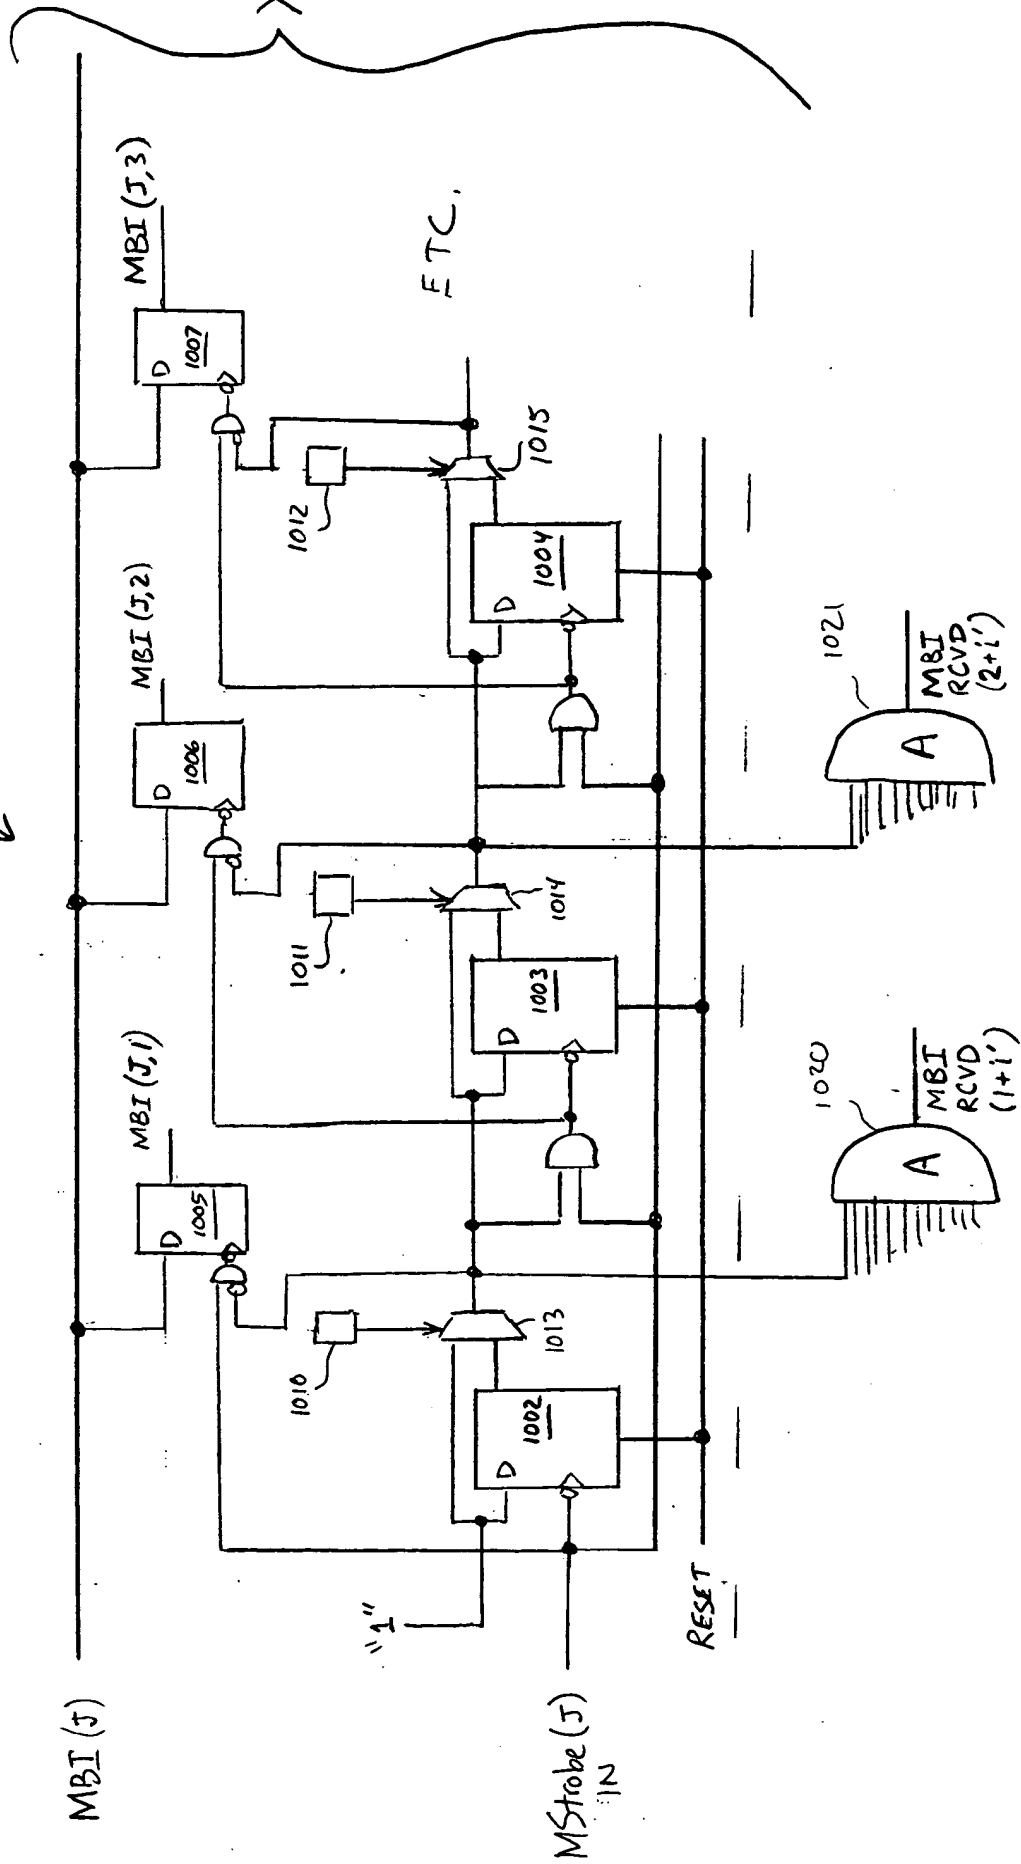 MBI (J)
MBI (J,1)
MBI (J,2)
MBI (J,3)
D
1005
D
1006
D
1007
1010
1011
1012
"1"
1013
1014
1015
ETC.
D
1002
D
1003
D
1004
MStrobe (J)
IN
RESET
1020
1021
A
MBI
RCVD
(1+i')
A
MBI
RCVD
(2+i')